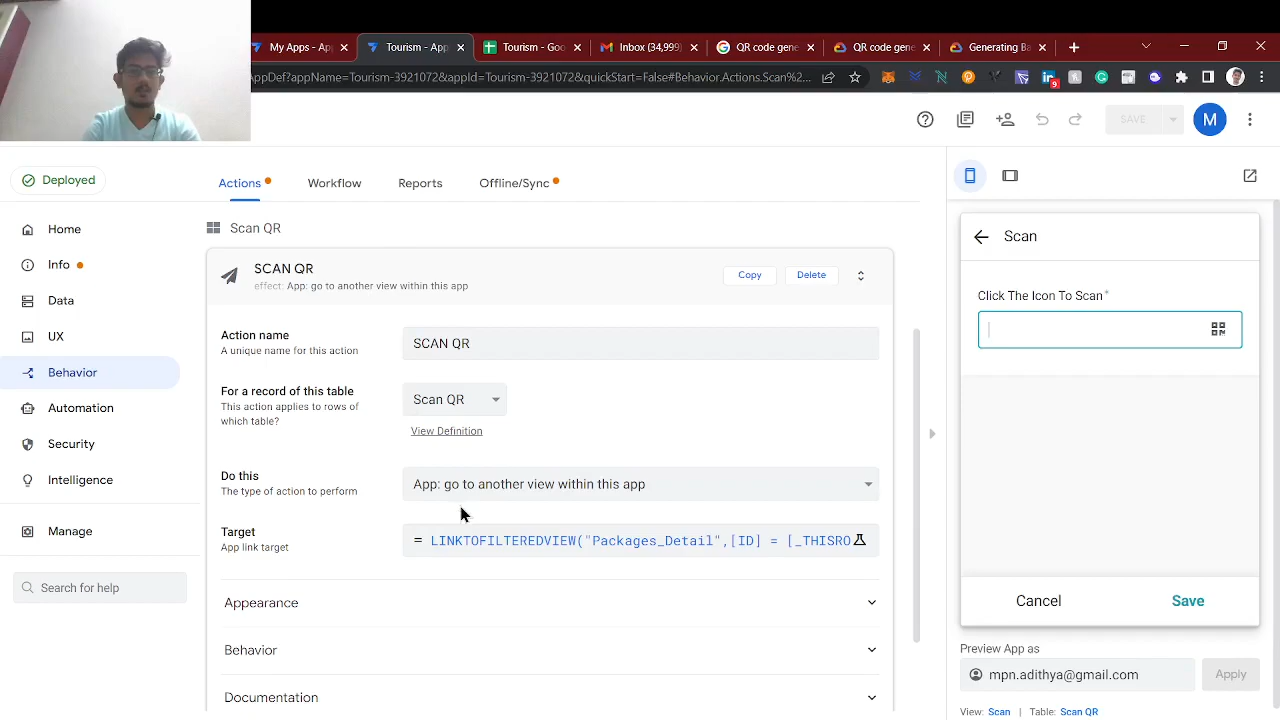 My Apps - Ap
Tourism - App
Tourism - Goo
Inbox (34,999)
QR code gene
QR code gene
Generating Ba
AppDef?appName=Tourism-3921072&appId=Tourism-3921072&quickStart=False#Behavior.Actions.Scan%2...
9
SAVE
M
Deployed
Actions
Workflow
Reports
Offline/Sync
Home
Info
Data
UX
Behavior
Automation
Security
Intelligence
Manage
Search for help
Scan QR
SCAN QR
effect: App: go to another view within this app
Copy
Delete
Action name
A unique name for this action
SCAN QR
For a record of this table
This action applies to rows of
which table?
Scan QR
View Definition
Do this
The type of action to perform
App: go to another view within this app
Target
App link target
= LINKTOFILTEREDVIEW("Packages_Detail",[ID] = [_THISRO
Appearance
Behavior
Documentation
Scan
Click The Icon To Scan*
Cancel
Save
Preview App as
mpn.adithya@gmail.com
Apply
View: Scan | Table: Scan QR